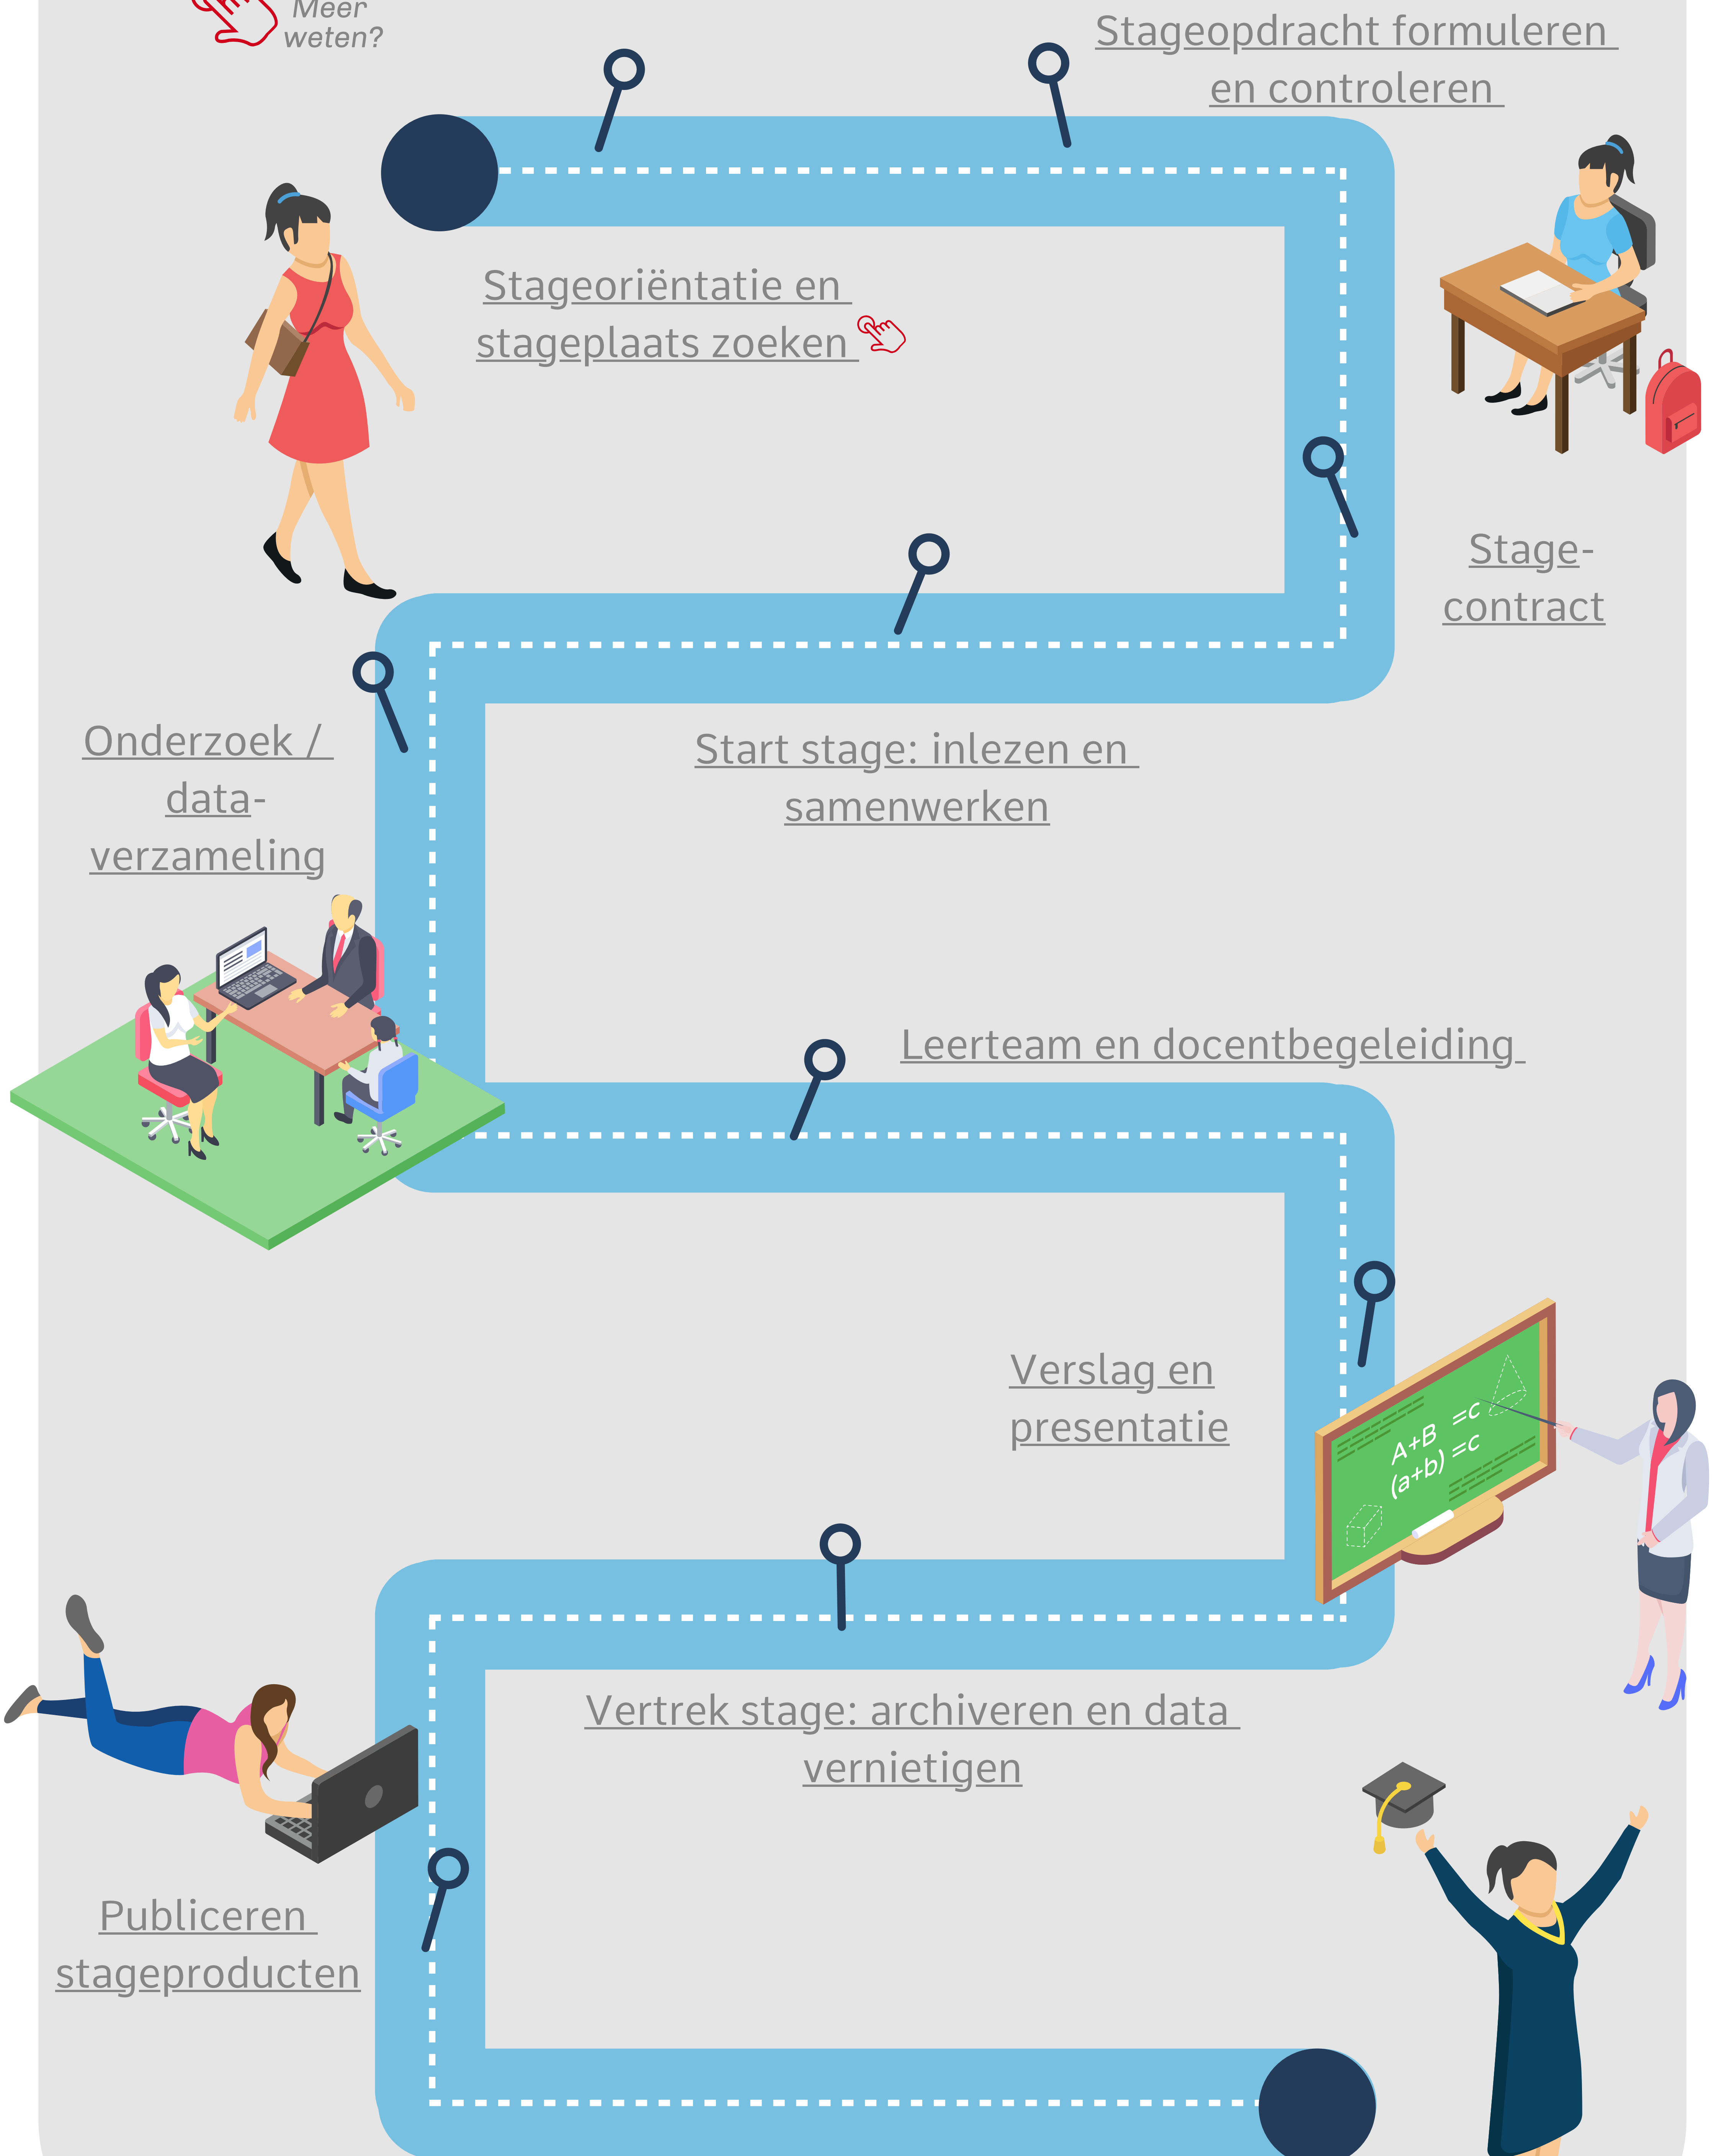 Meer
weten?
Stageopdracht formuleren
en controleren
Stageoriëntatie en
stageplaats zoeken
Stage-
contract
Start stage: inlezen en
samenwerken
Onderzoek /
data-
verzameling
Leerteam en docentbegeleiding
Verslag en
presentatie
A+B =c
(a+b) =c
Vertrek stage: archiveren en data
vernietigen
Publiceren
stageproducten